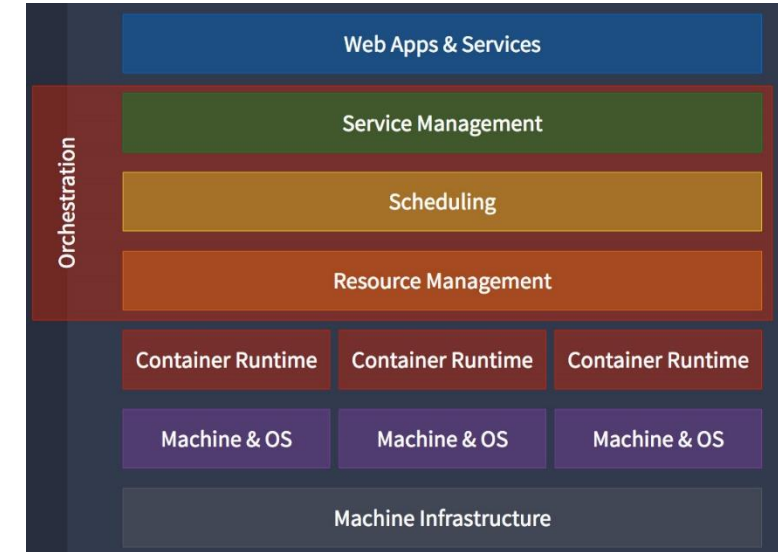 Web Apps & Services
Orchestration
Service Management
Scheduling
Resource Management
Container Runtime
Container Runtime
Container Runtime
Machine & OS
Machine & OS
Machine & OS
Machine Infrastructure